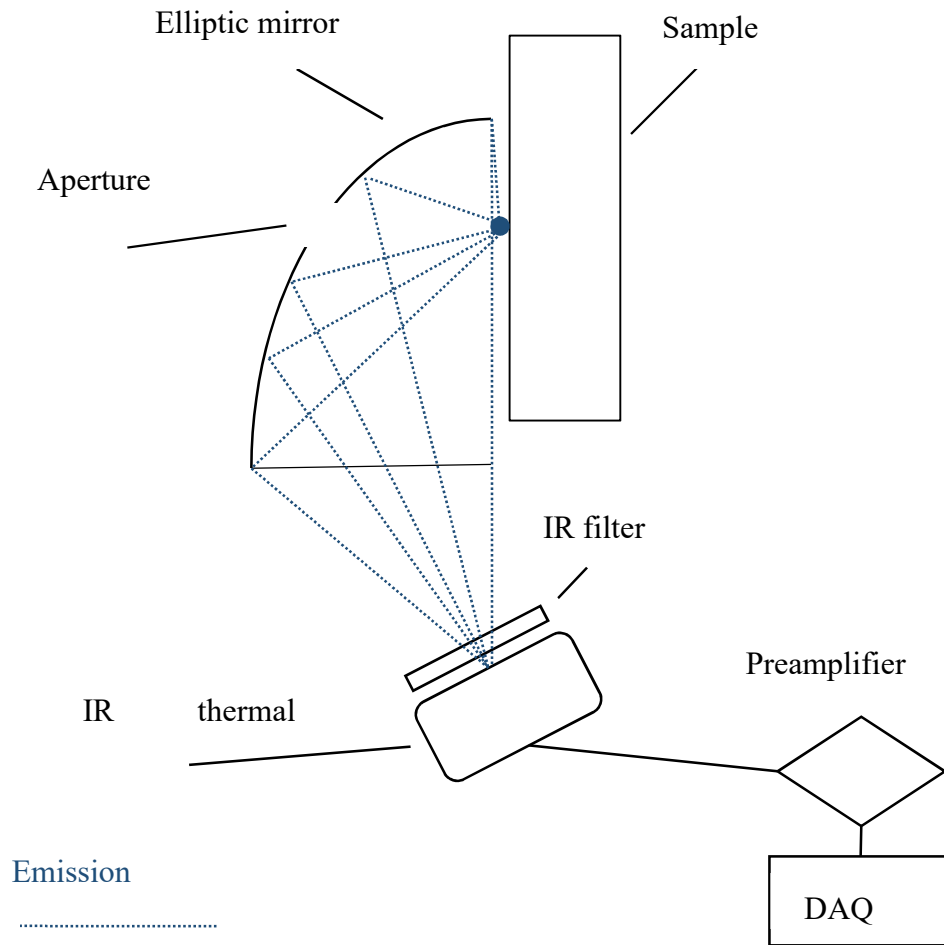 Elliptic mirror
Sample
Aperture
IR filter
Preamplifier
IR thermal
Emission
DAQ